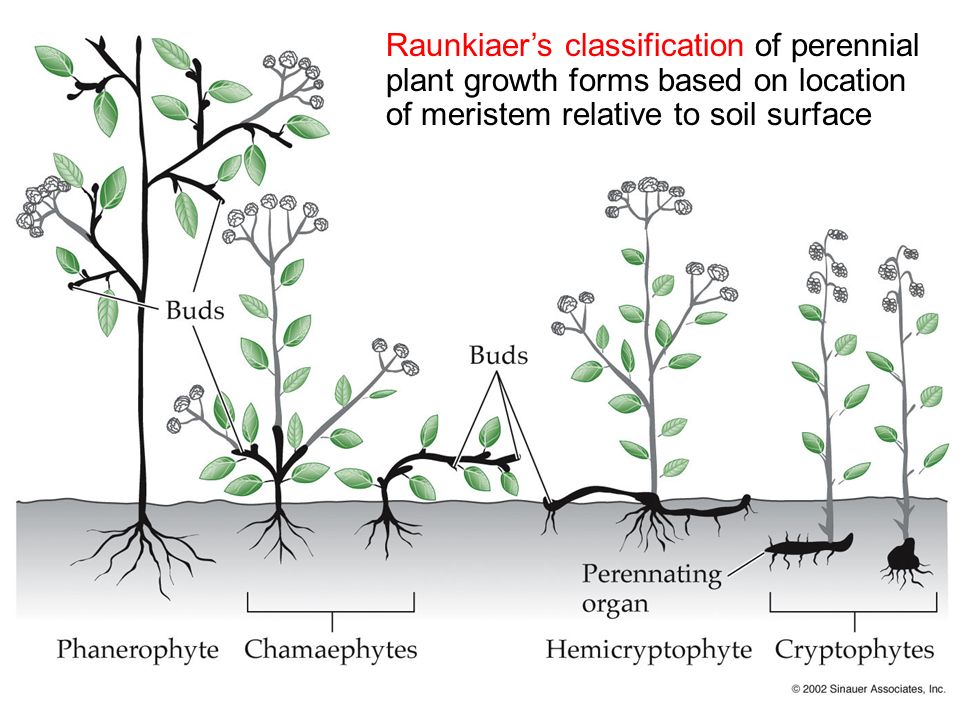 Raunkiaer's classification of perennial
plant growth forms based on location
of meristem relative to soil surface
Buds
Buds
Perennating
organ
Phanerophyte
Chamaephytes
Hemicryptophyte
Cryptophytes
© 2002 Sinauer Associates, Inc.